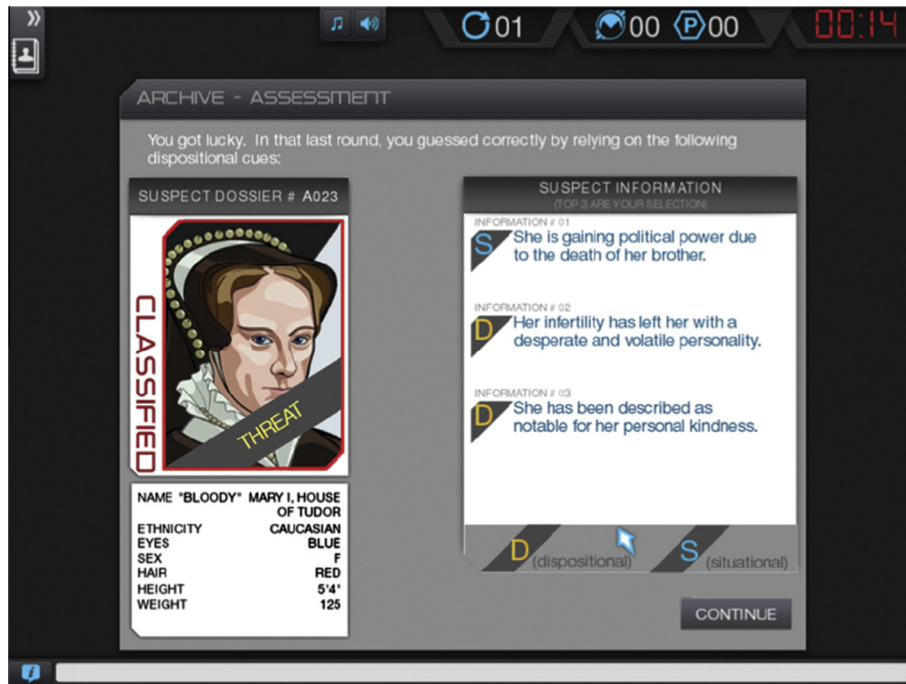 01
00
P
00
00:14
ARCHIVE - ASSESSMENT
You got lucky. In that last round, you guessed correctly by relying on the following
dispositional cues:
SUSPECT DOSSIER # A023
CLASSIFIED
THREAT
NAME "BLOODY" MARY I, HOUSE
OF TUDOR
ETHNICITY CAUCASIAN
EYES BLUE
SEX F
HAIR RED
HEIGHT 5'4"
WEIGHT 125
SUSPECT INFORMATION
(TOP 3 ARE YOUR SELECTION)
INFORMATION # 01
S She is gaining political power due
to the death of her brother.
INFORMATION # 02
D Her infertility has left her with a
desperate and volatile personality.
INFORMATION # 03
D She has been described as
notable for her personal kindness.
D (dispositional) S (situational)
CONTINUE